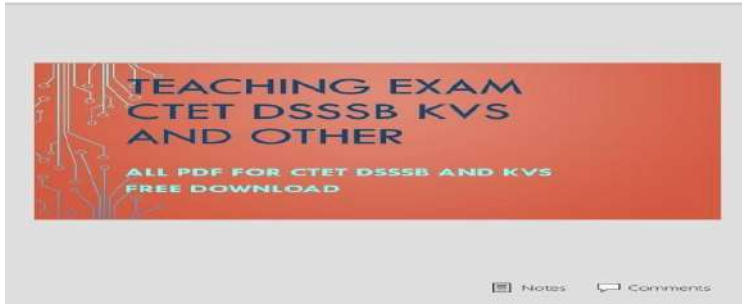 TEACHING EXAM
CTET DSSSB KVS
AND OTHER
ALL PDF FOR CTET DSSSB AND KVS
FREE DOWNLOAD
Notes Comments